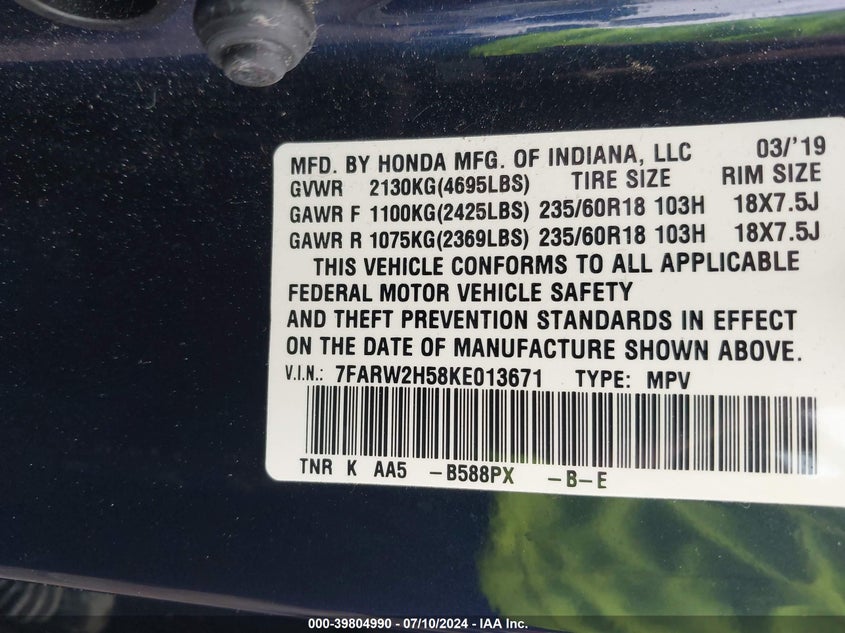 MFD. BY HONDA MFG. OF INDIANA, LLC 03/'19
GVWR 2130KG(4695LBS) TIRE SIZE RIM SIZE
GAWR F 1100KG(2425LBS) 235/60R18 103H 18X7.5J
GAWR R 1075KG(2369LBS) 235/60R18 103H 18X7.5J
THIS VEHICLE CONFORMS TO ALL APPLICABLE
FEDERAL MOTOR VEHICLE SAFETY
AND THEFT PREVENTION STANDARDS IN EFFECT
ON THE DATE OF MANUFACTURE SHOWN ABOVE.
V.I.N.: 7FARW2H58KE013671 TYPE: MPV
TNR K AA5 -B588PX -B-E
000-39804990 - 07/10/2024 - IAA Inc.